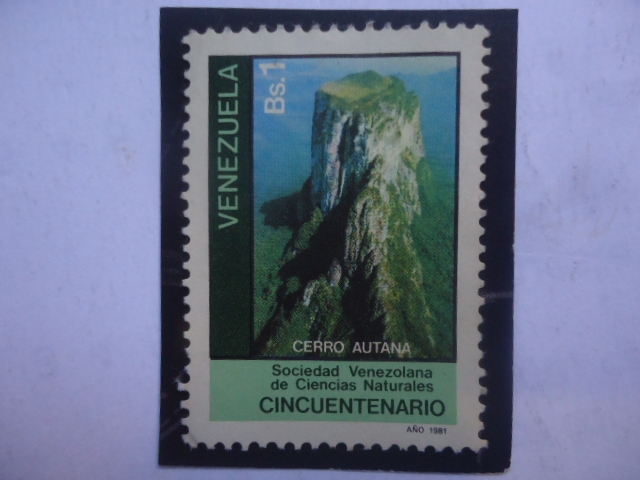 VENEZUELA
Bs.1
CERRO AUTANA
Sociedad Venezolana
de Ciencias Naturales
CINCUENTENARIO
AÑO 1981